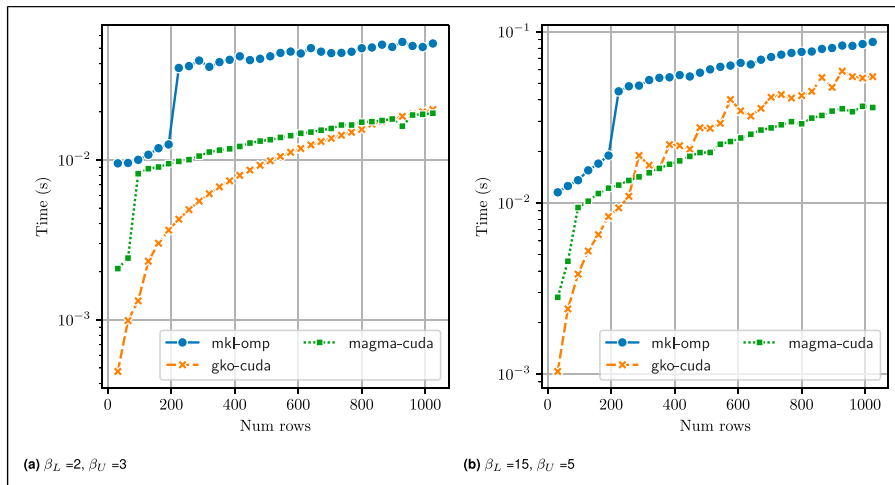 10⁻²
10⁻³
Time (s)
mkl-omp
gko-cuda
magma-cuda
0 200 400 600 800 1000
Num rows
(a) β_L =2, β_U =3
10⁻¹
10⁻²
10⁻³
Time (s)
mkl-omp
gko-cuda
magma-cuda
0 200 400 600 800 1000
Num rows
(b) β_L =15, β_U =5